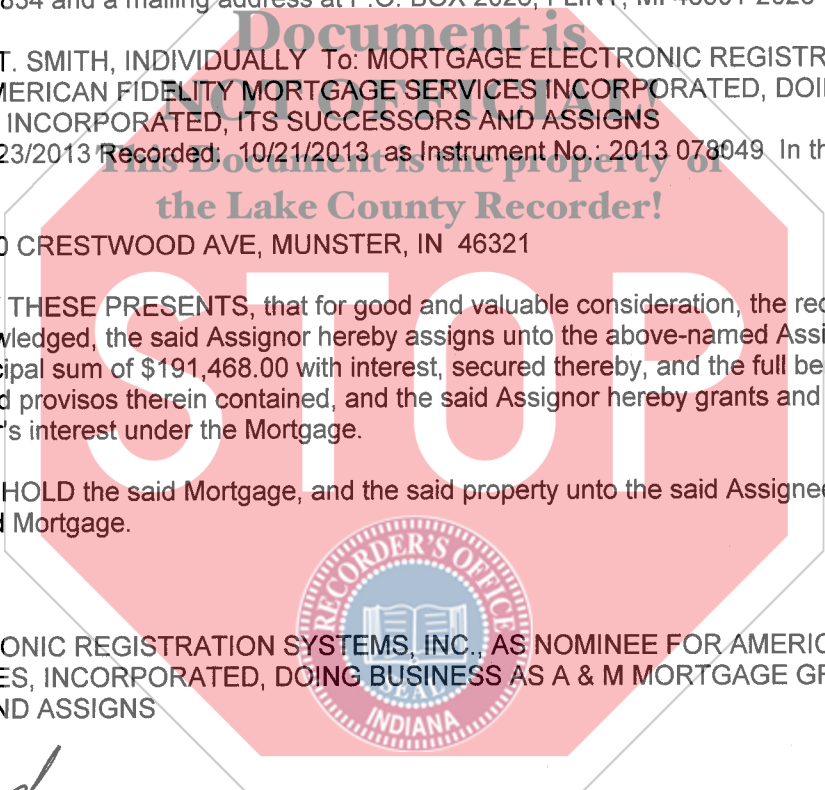 and a mailing address at P.O. BOX 2026, FLINT, MI 48501-2026
Document is
T. SMITH, INDIVIDUALLY To: MORTGAGE ELECTRONIC REGISTR
MERICAN FIDELITY MORTGAGE SERVICES INCORPORATED, DOI
NOT OFFICIAL!
INCORPORATED, ITS SUCCESSORS AND ASSIGNS
23/2013 Recorded: 10/21/2013 as Instrument No.: 2013 078049 In th
This Document is the property of
the Lake County Recorder!
0 CRESTWOOD AVE, MUNSTER, IN 46321
STOP
THESE PRESENTS, that for good and valuable consideration, the rec
wledged, the said Assignor hereby assigns unto the above-named Assi
cipal sum of $191,468.00 with interest, secured thereby, and the full be
d provisos therein contained, and the said Assignor hereby grants and
's interest under the Mortgage.
HOLD the said Mortgage, and the said property unto the said Assignee
d Mortgage.
RECORDER'S OFFICE
ONIC REGISTRATION SYSTEMS, INC., AS NOMINEE FOR AMERIC
ES, INCORPORATED, DOING BUSINESS AS A & M MORTGAGE GR
SEAL
ND ASSIGNS
INDIANA